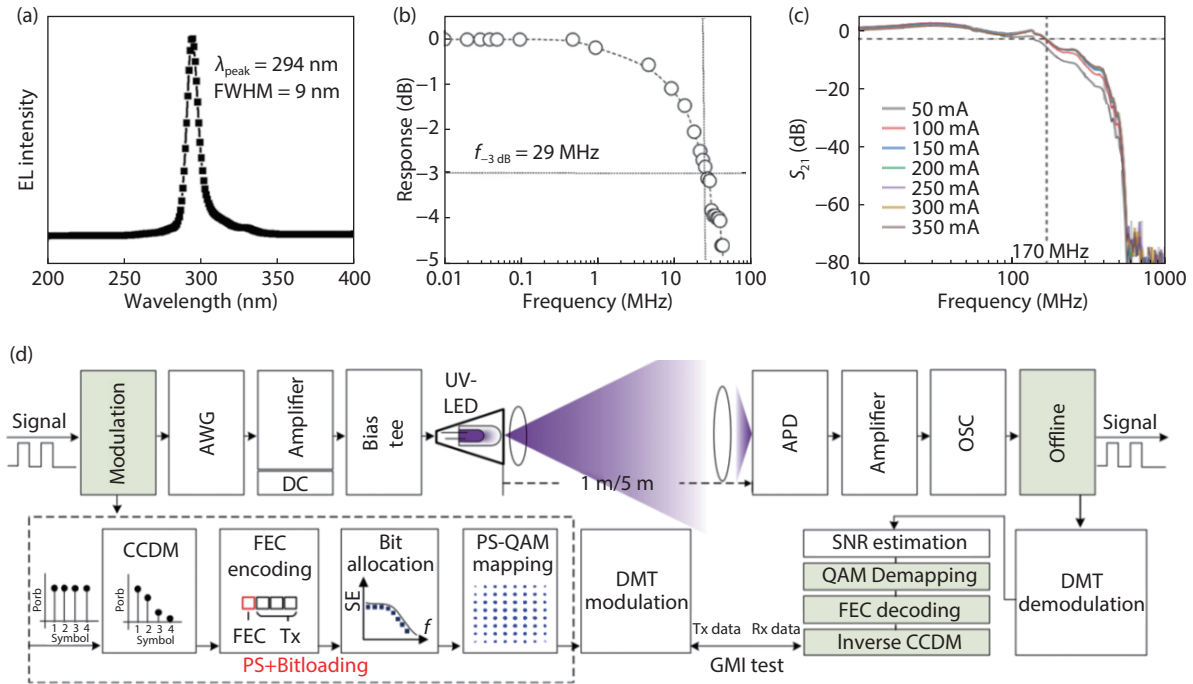 (a)
λpeak = 294 nm
FWHM = 9 nm
EL intensity
200
250
300
350
400
Wavelength (nm)
(b)
0
−1
−2
−3
−4
−5
Response (dB)
f−3 dB = 29 MHz
0.01
0.1
1
10
100
Frequency (MHz)
(c)
0
−20
−40
−60
−80
S21 (dB)
50 mA
100 mA
150 mA
200 mA
250 mA
300 mA
350 mA
170 MHz
10
100
1000
Frequency (MHz)
(d)
Signal
Modulation
AWG
Amplifier
DC
Bias
tee
UV-
LED
1 m/5 m
APD
Amplifier
OSC
Offline
Signal
Porb
1 2 3 4
Symbol
CCDM
Porb
1 2 3 4
Symbol
FEC
encoding
FEC Tx
Bit
allocation
SE
f
PS-QAM
mapping
PS+Bitloading
DMT
modulation
Tx data Rx data
GMI test
SNR estimation
QAM Demapping
FEC decoding
Inverse CCDM
DMT
demodulation